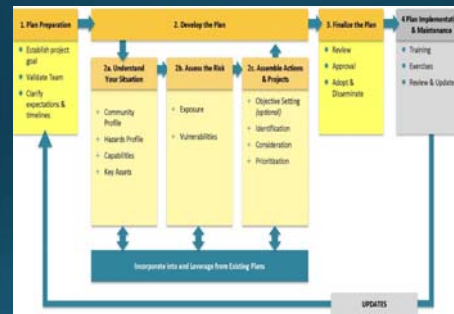 1. Plan Preparation
Establish project
goal
Validate Team
Clarify
expectations &
timelines
2. Develop the Plan
2a. Understand
Your Situation
Community
Profile
Hazards Profile
Capabilities
Key Assets
2b. Assess the Risk
Exposure
Vulnerabilities
2c. Assemble Actions
& Projects
Objective Setting
(optional)
Identification
Consideration
Prioritization
3. Finalize the Plan
Review
Approval
Adopt &
Disseminate
4 Plan Implementation
& Maintenance
Training
Exercises
Review & Update
Incorporate into and Leverage from Existing Plans
UPDATES